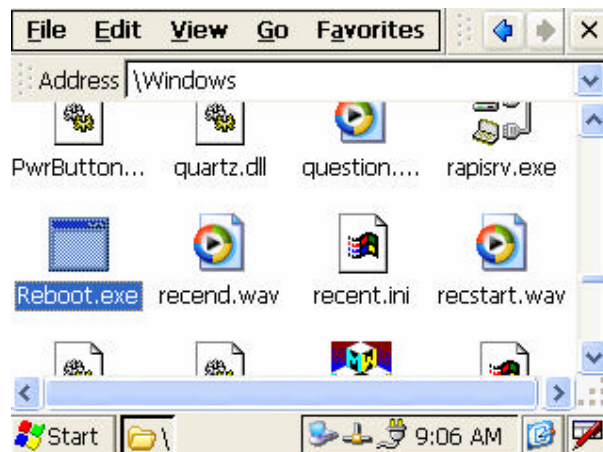 File Edit View Go Favorites
Address \Windows
PwrButton... quartz.dll question.... rapisrv.exe
Reboot.exe recend.wav recent.ini recstart.wav
Start \ 9:06 AM